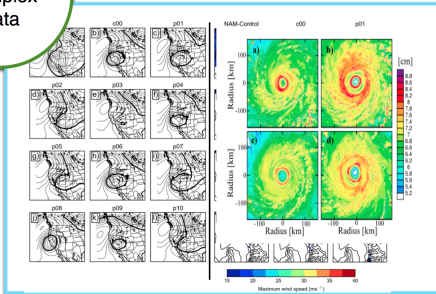 plex
ata
c00
p01
b)
c)
p02
p03
p04
d)
e)
f)
p05
p06
p07
g)
h)
i)
p08
p09
p10
j)
k)
NAM-Control
c00
p01
a)
b)
c)
d)
Radius [km]
Radius [km]
100
0
-100
100
0
-100
-100
0
100
-100
0
100
Radius [km]
Radius [km]
[cm]
8.8
8.6
8.4
8.2
8
7.8
7.6
7.4
7.2
7
6.8
6.6
6.4
6.2
6
5.8
5.6
5.4
5.2
15
20
25
30
35
40
Maximum wind speed (ms⁻¹)